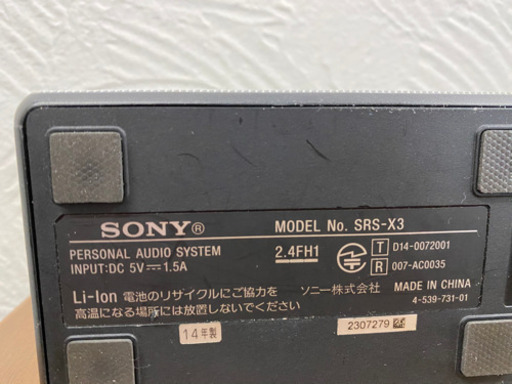 SONY® MODEL No. SRS-X3
PERSONAL AUDIO SYSTEM
INPUT:DC 5V⎓1.5A
2.4FH1
T D14-0072001
R 007-AC0035
Li-Ion 電池のリサイクルにご協力を
高温になる場所には放置しないでください
ソニー株式会社
MADE IN CHINA
4-539-731-01
14年製
2307279